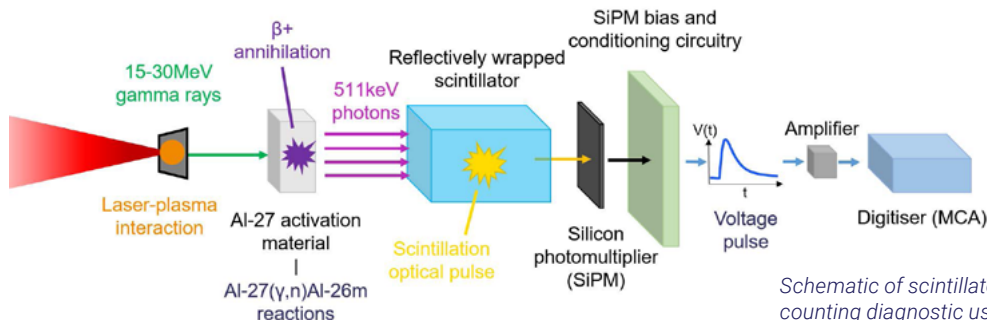 β+
annihilation
15-30MeV
gamma rays
Laser-plasma
interaction
Al-27 activation
material
Al-27(γ,n)Al-26m
reactions
511keV
photons
Reflectively wrapped
scintillator
Scintillation
optical pulse
SiPM bias and
conditioning circuitry
Silicon
photomultiplier
(SiPM)
V(t)
t
Voltage
pulse
Amplifier
Digitiser (MCA)
Schematic of scintillato
counting diagnostic us